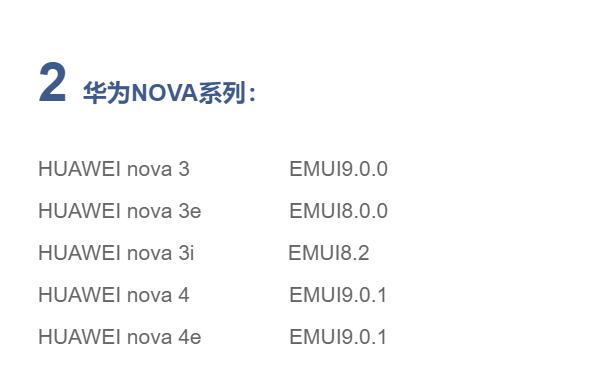 2 华为NOVA系列：
HUAWEI nova 3 EMUI9.0.0
HUAWEI nova 3e EMUI8.0.0
HUAWEI nova 3i EMUI8.2
HUAWEI nova 4 EMUI9.0.1
HUAWEI nova 4e EMUI9.0.1